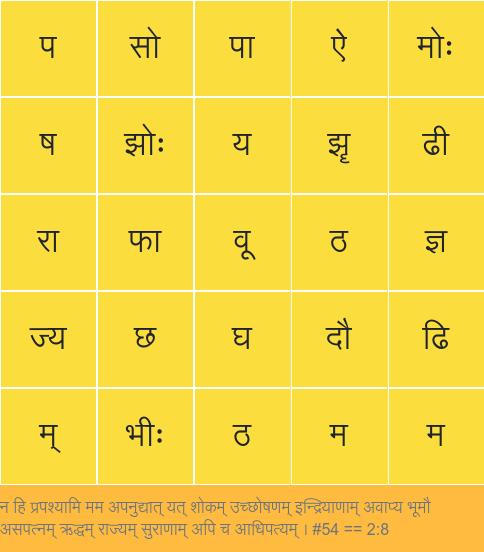 प सो पा ऐ मोः
ष झोः य झॄ ढी
रा फा वू ठ ज्ञ
ज्य छ घ दौ ढि
म् भीः ठ म म
न हि प्रपश्यामि मम अपनुद्यात् यत् शोकम् उच्छोषणम् इन्द्रियाणाम् अवाप्य भूमौ
असपत्नम् ऋद्धम् राज्यम् सुराणाम् अपि च आधिपत्यम् । #54 == 2:8